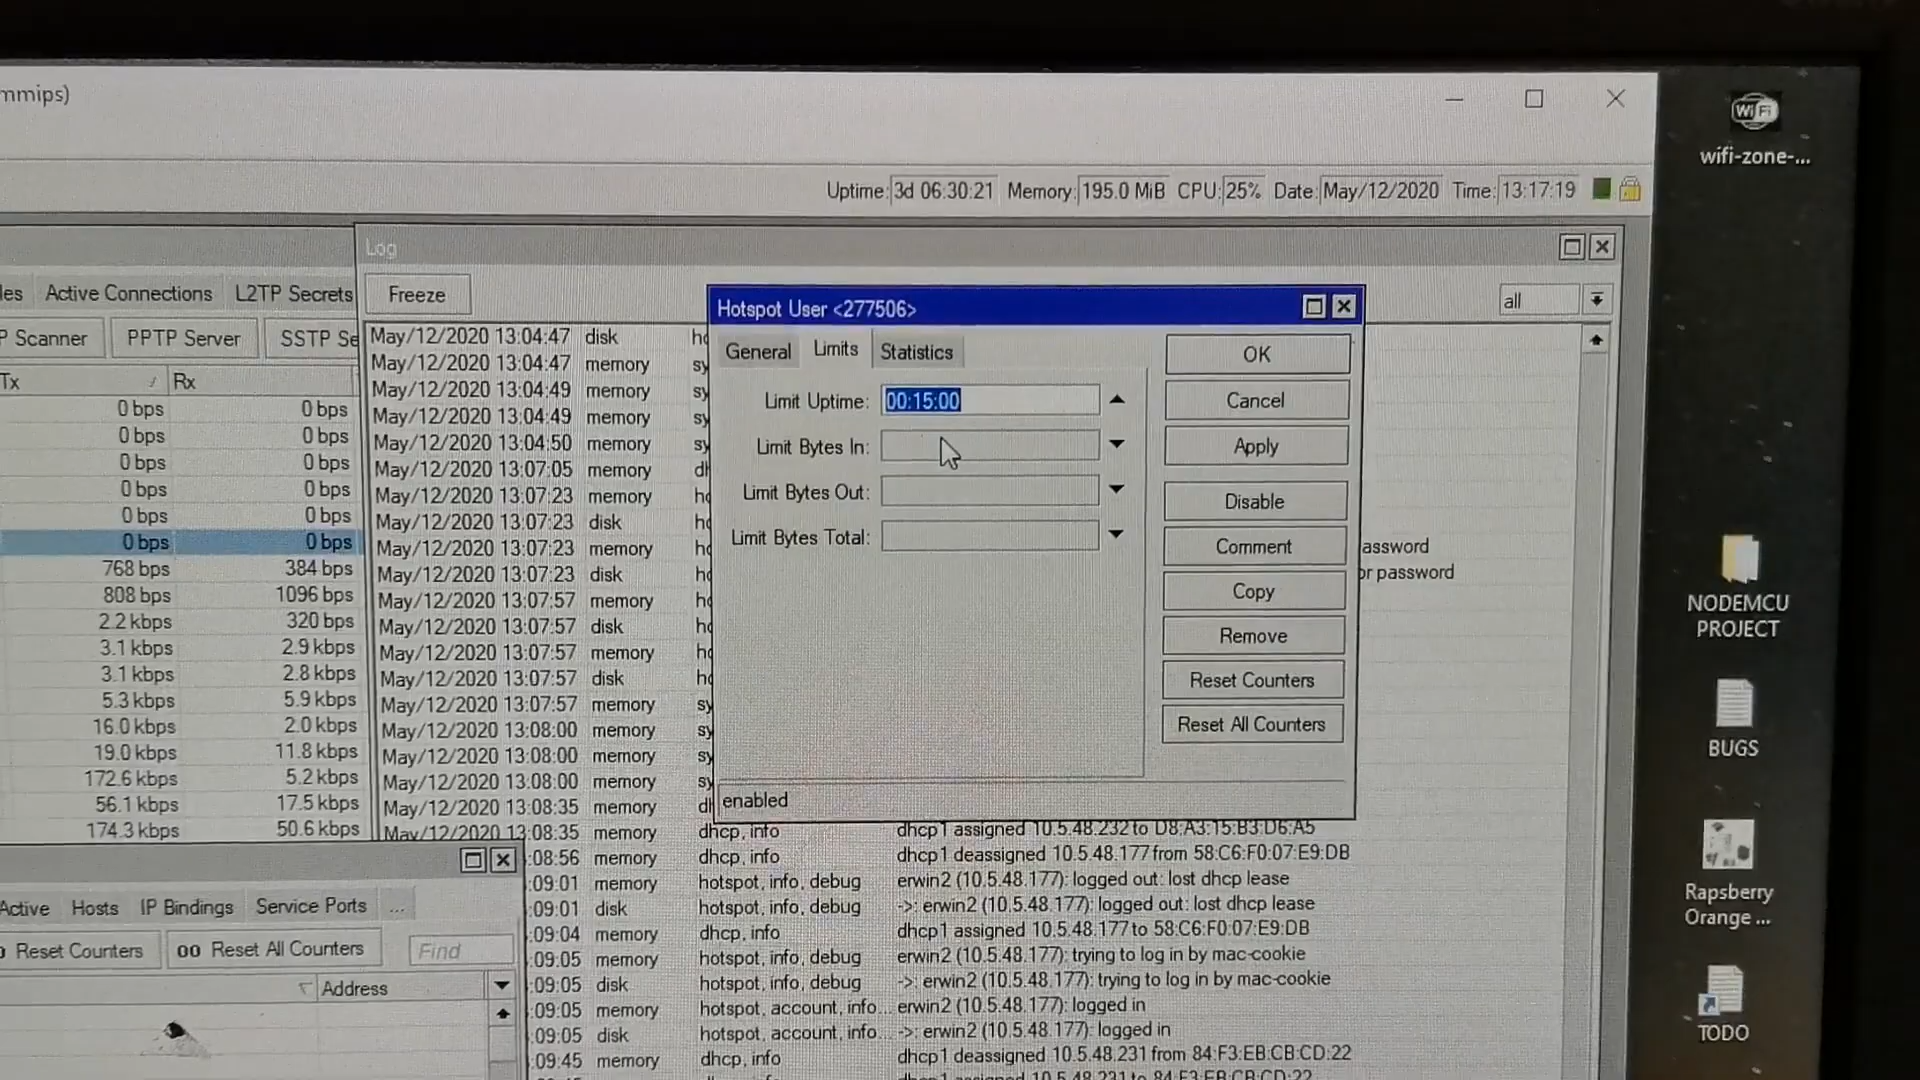 mmips)
Uptime: 3d 06:30:21 Memory: 195.0 MiB CPU: 25% Date: May/12/2020 Time: 13:17:19
WiFi
wifi-zone-...
Log
Active Connections L2TP Secrets
Freeze
all
Scanner PPTP Server SSTP Se
Tx Rx
0 bps 0 bps
0 bps 0 bps
0 bps 0 bps
0 bps 0 bps
0 bps 0 bps
0 bps 0 bps
768 bps 384 bps
808 bps 1096 bps
2.2 kbps 320 bps
3.1 kbps 2.9 kbps
3.1 kbps 2.8 kbps
5.3 kbps 5.9 kbps
16.0 kbps 2.0 kbps
19.0 kbps 11.8 kbps
172.6 kbps 5.2 kbps
56.1 kbps 17.5 kbps
174.3 kbps 50.6 kbps
May/12/2020 13:04:47 disk
May/12/2020 13:04:47 memory
May/12/2020 13:04:49 memory
May/12/2020 13:04:49 memory
May/12/2020 13:04:50 memory
May/12/2020 13:07:05 memory
May/12/2020 13:07:23 memory
May/12/2020 13:07:23 disk
May/12/2020 13:07:23 memory
May/12/2020 13:07:23 disk
May/12/2020 13:07:57 memory
May/12/2020 13:07:57 disk
May/12/2020 13:07:57 memory
May/12/2020 13:07:57 disk
May/12/2020 13:07:57 memory
May/12/2020 13:08:00 memory
May/12/2020 13:08:00 memory
May/12/2020 13:08:00 memory
May/12/2020 13:08:35 memory
May/12/2020 13:08:35 memory dhcp, info dhcp1 assigned 10.5.48.232 to D8:A3:15:B3:D6:A5
:08:56 memory dhcp, info dhcp1 deassigned 10.5.48.177 from 58:C6:F0:07:E9:DB
:09:01 memory hotspot, info, debug erwin2 (10.5.48.177): logged out: lost dhcp lease
:09:01 disk hotspot, info, debug ->: erwin2 (10.5.48.177): logged out: lost dhcp lease
:09:04 memory dhcp, info dhcp1 assigned 10.5.48.177 to 58:C6:F0:07:E9:DB
:09:05 memory hotspot, info, debug erwin2 (10.5.48.177): trying to log in by mac-cookie
:09:05 disk hotspot, info, debug ->: erwin2 (10.5.48.177): trying to log in by mac-cookie
:09:05 memory hotspot, account, info... erwin2 (10.5.48.177): logged in
:09:05 disk hotspot, account, info... ->: erwin2 (10.5.48.177): logged in
:09:45 memory dhcp, info dhcp1 deassigned 10.5.48.231 from 84:F3:EB:CB:CD:22
assword
or password
Hotspot User <277506>
General Limits Statistics
Limit Uptime: 00:15:00
Limit Bytes In:
Limit Bytes Out:
Limit Bytes Total:
OK
Cancel
Apply
Disable
Comment
Copy
Remove
Reset Counters
Reset All Counters
enabled
Active Hosts IP Bindings Service Ports ...
Reset Counters 00 Reset All Counters Find
Address
NODEMCU
PROJECT
BUGS
Rapsberry
Orange ...
TODO